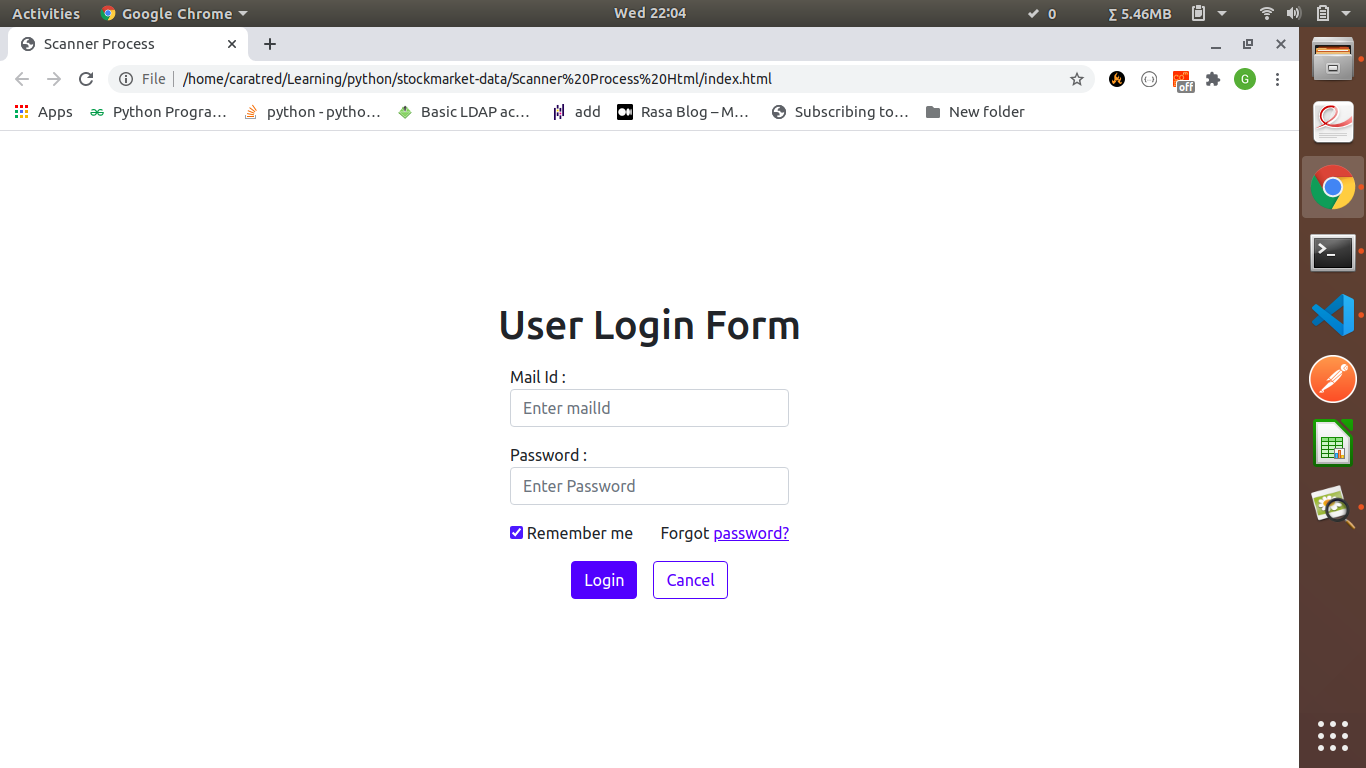 Activities Google Chrome Wed 22:04 0 ∑ 5.46MB
Scanner Process
File /home/caratred/Learning/python/stockmarket-data/Scanner%20Process%20Html/index.html G
off
Apps Python Progra… python - pytho… Basic LDAP ac… add Rasa Blog – M… Subscribing to… New folder
User Login Form
Mail Id :
Enter mailId
Password :
Enter Password
Remember me Forgot password?
Login Cancel